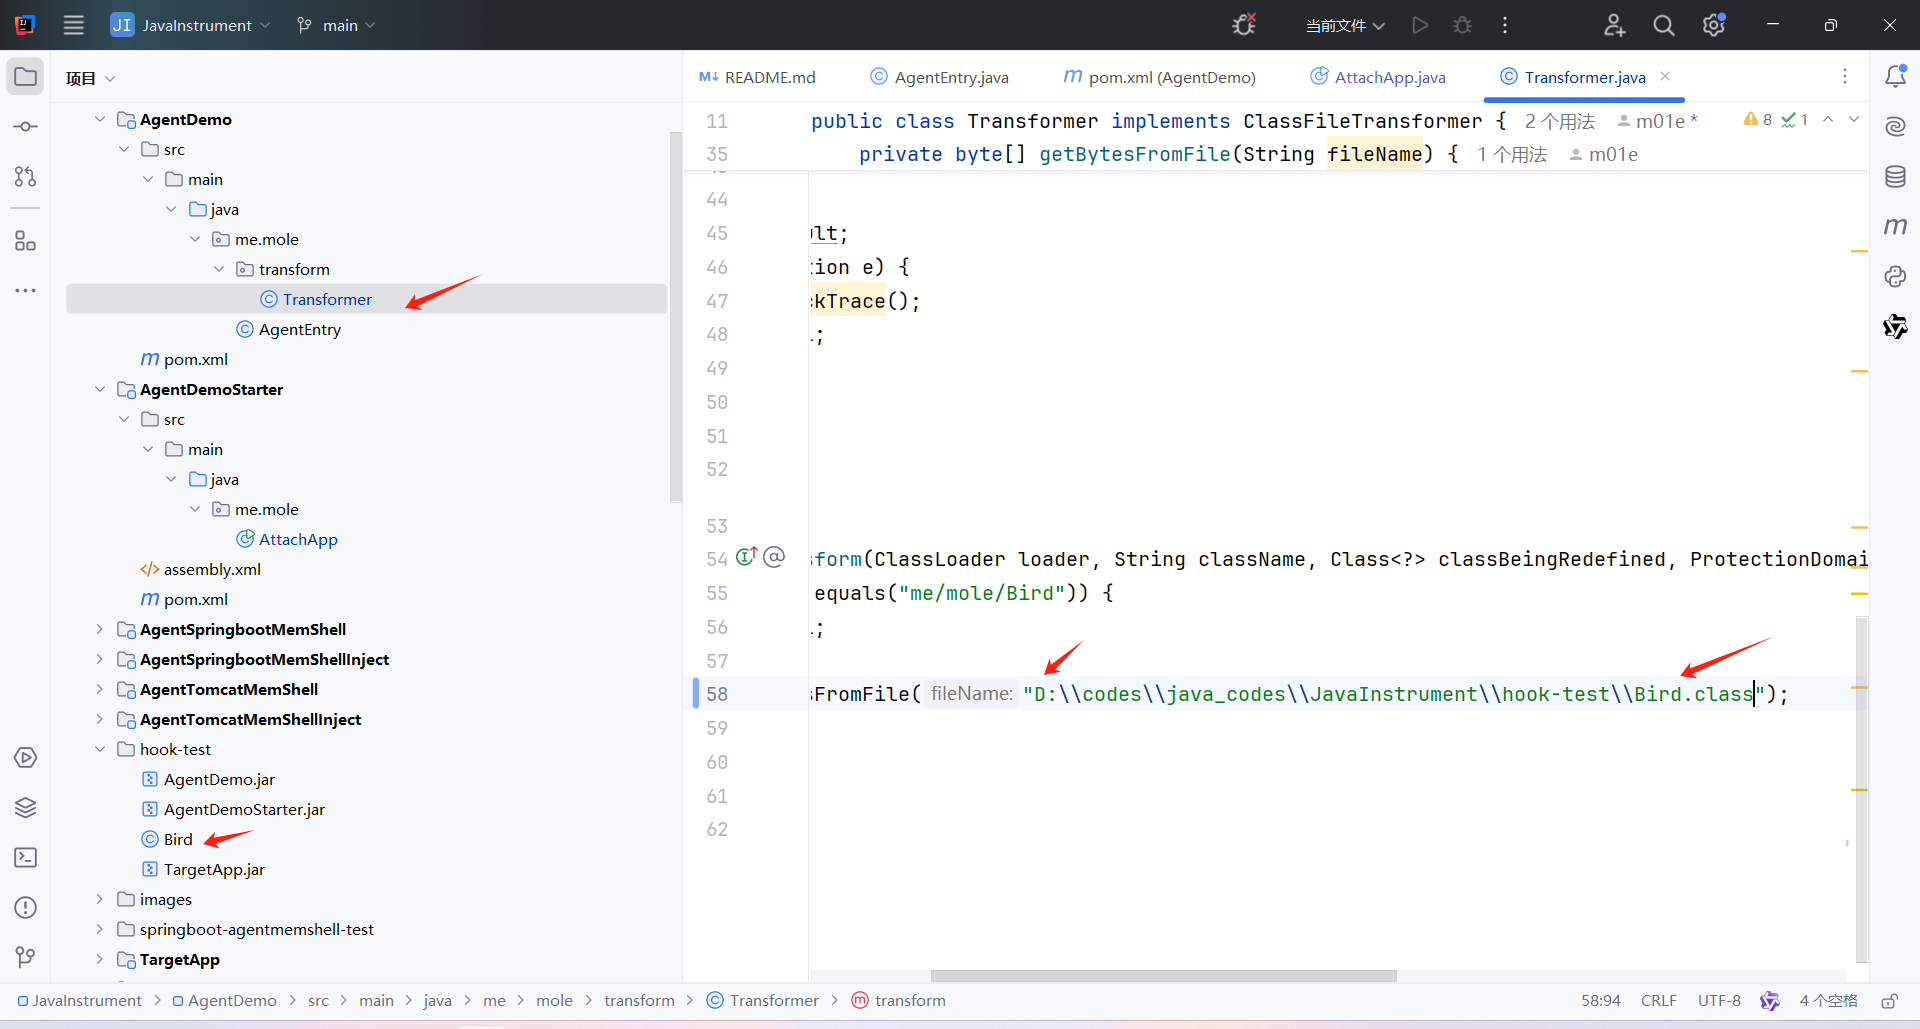 JI JavaInstrument main 当前文件
项目
README.md AgentEntry.java pom.xml (AgentDemo) AttachApp.java Transformer.java
AgentDemo
src
main
java
me.mole
transform
Transformer
AgentEntry
pom.xml
AgentDemoStarter
src
main
java
me.mole
AttachApp
assembly.xml
pom.xml
AgentSpringbootMemShell
AgentSpringbootMemShellInject
AgentTomcatMemShell
AgentTomcatMemShellInject
hook-test
AgentDemo.jar
AgentDemoStarter.jar
Bird
TargetApp.jar
images
springboot-agentmemshell-test
TargetApp
11 public class Transformer implements ClassFileTransformer { 2 个用法 m01e * 8 1
35 private byte[] getBytesFromFile(String fileName) { 1 个用法 m01e
44
45 ult;
46 tion e) {
47 ckTrace();
48 ;
49
50
51
52
53
54 sform(ClassLoader loader, String className, Class<?> classBeingRedefined, ProtectionDomai
55 equals("me/mole/Bird")) {
56 ;
57
58 sFromFile( fileName: "D:\\codes\\java_codes\\JavaInstrument\\hook-test\\Bird.class");
59
60
61
62
JavaInstrument > AgentDemo > src > main > java > me > mole > transform > Transformer > transform 58:94 CRLF UTF-8 4 个空格